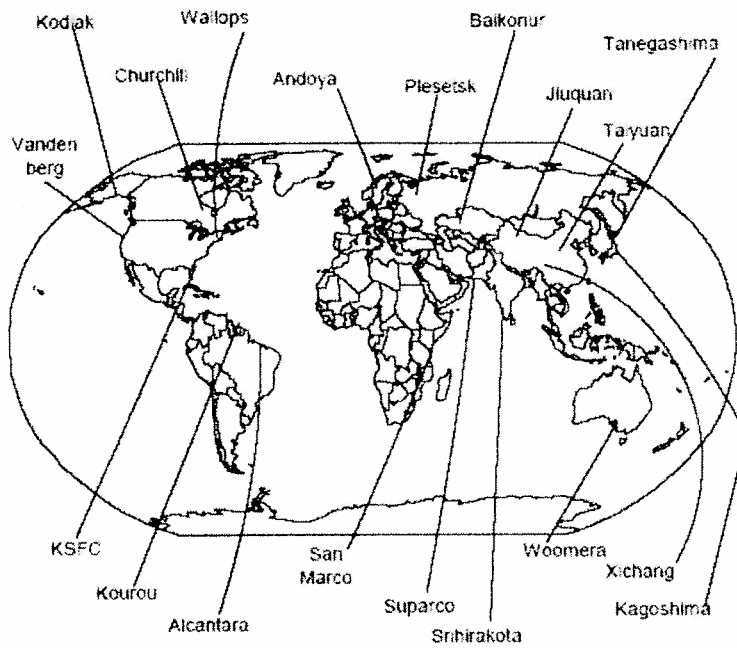 Kodiak
Wallops
Baikonur
Tanegashima
Churchill
Andoya
Plesetsk
Jiuquan
Taiyuan
Vanden
berg
KSFC
Kourou
Alcantara
San
Marco
Suparco
Srihirakota
Woomera
Xichang
Kagoshima